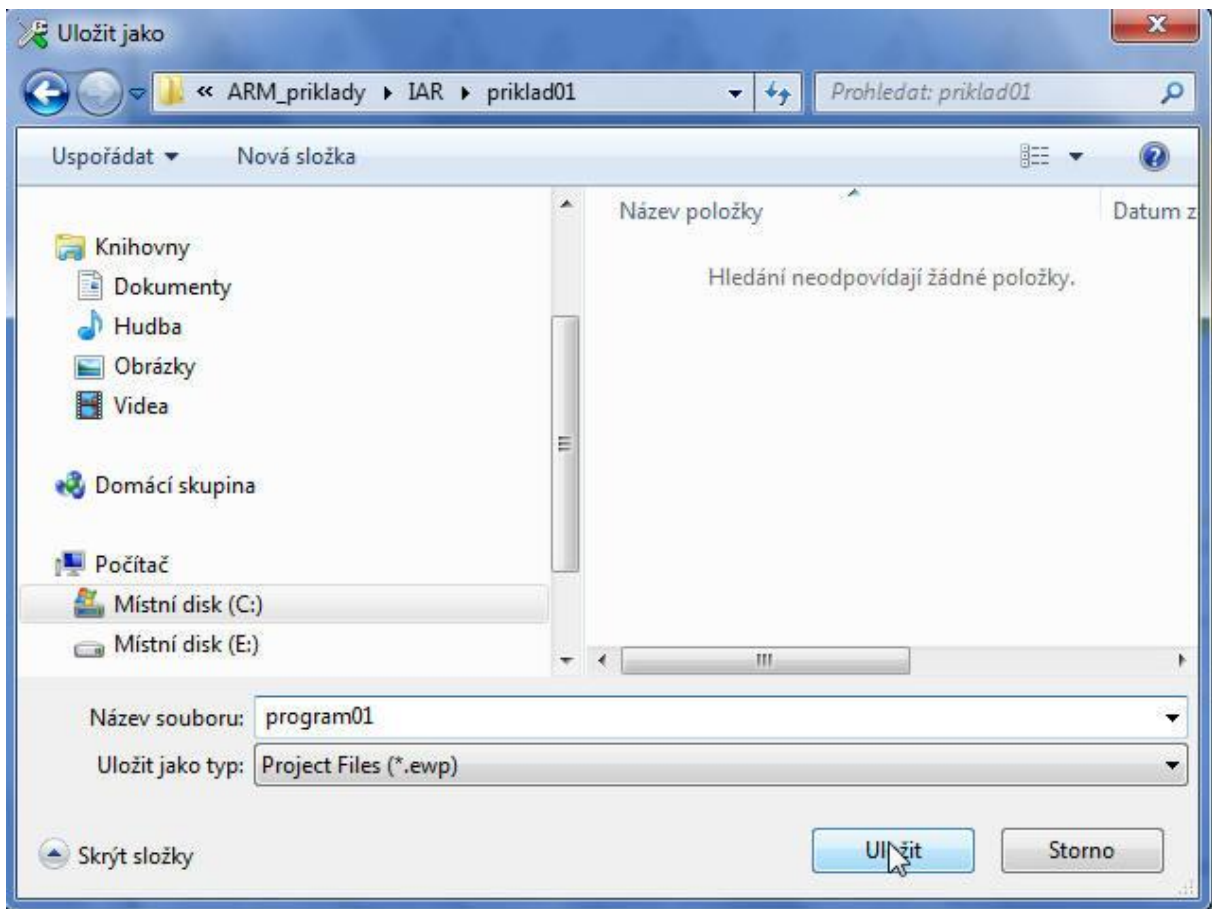 Uložit jako
« ARM_priklady ▸ IAR ▸ priklad01
Prohledat: priklad01
Uspořádat
Nová složka
Název položky
Datum z
Hledání neodpovídají žádné položky.
Knihovny
Dokumenty
Hudba
Obrázky
Videa
Domácí skupina
Počítač
Místní disk (C:)
Místní disk (E:)
Název souboru: program01
Uložit jako typ: Project Files (*.ewp)
Skrýt složky
Uložit
Storno